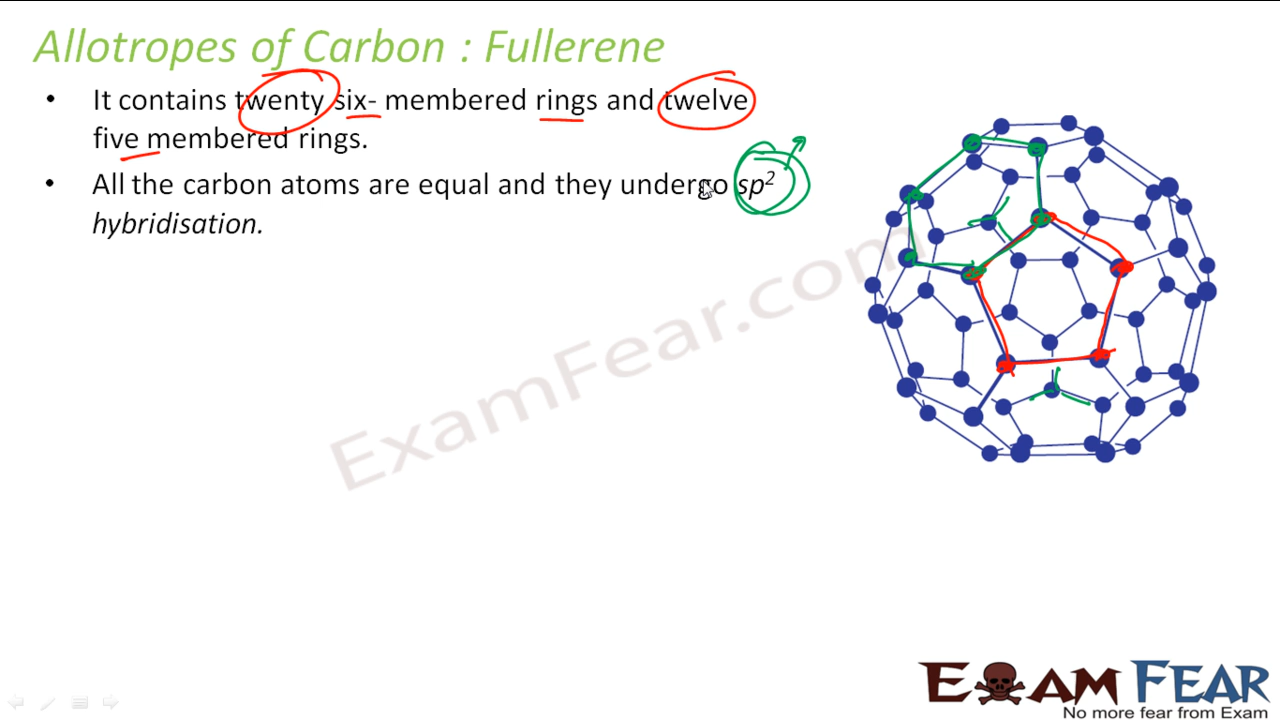 Allotropes of Carbon : Fullerene
• It contains twenty six- membered rings and twelve
five membered rings.
• All the carbon atoms are equal and they undergo sp²
hybridisation.
ExamFear.com
EXAM FEAR
No more fear from Exam